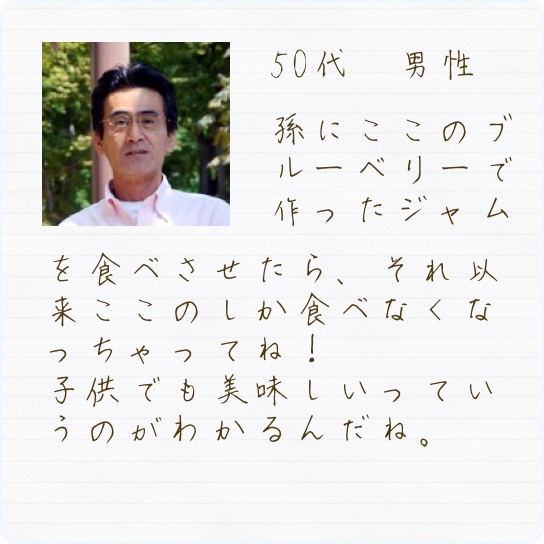 50代 男性
孫にここのブ
ルーベリーで
作ったジャム
を食べさせたら、それ以
来ここのしか食べなくな
っちゃってね！
子供でも美味しいってい
うのがわかるんだね。